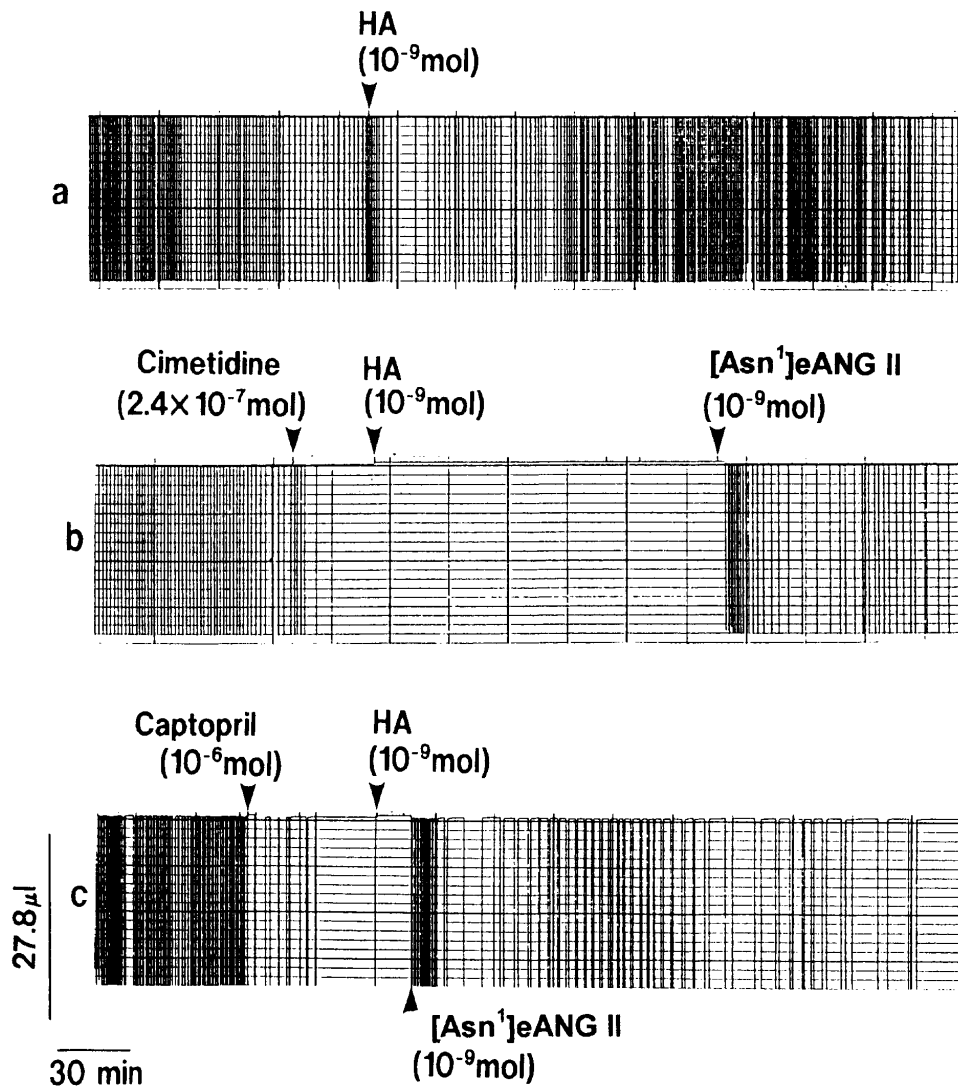 HA
(10⁻⁹mol)
a
Cimetidine
(2.4×10⁻⁷mol)
HA
(10⁻⁹mol)
[Asn¹]eANG II
(10⁻⁹mol)
b
Captopril
(10⁻⁶mol)
HA
(10⁻⁹mol)
c
27.8μl
[Asn¹]eANG II
(10⁻⁹mol)
30 min